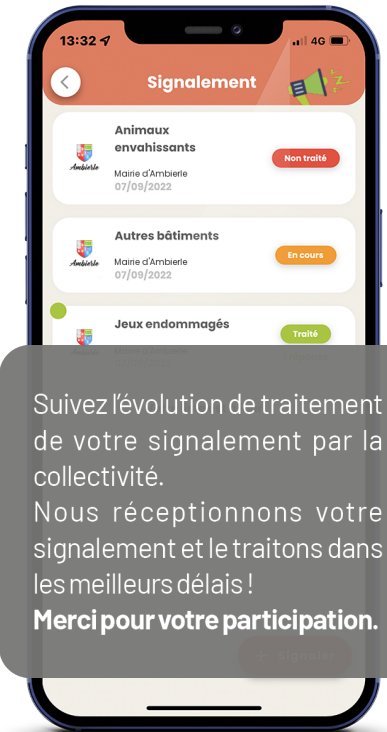 13:32
4G
Signalement
Animaux
envahissants
Non traité
Ambierle
Mairie d'Ambierle
07/09/2022
Autres bâtiments
En cours
Ambierle
Mairie d'Ambierle
07/09/2022
Jeux endommagés
Traité
Suivez l'évolution de traitement
de votre signalement par la
collectivité.
Nous réceptionnons votre
signalement et le traitons dans
les meilleurs délais !
Merci pour votre participation.
+ Signaler